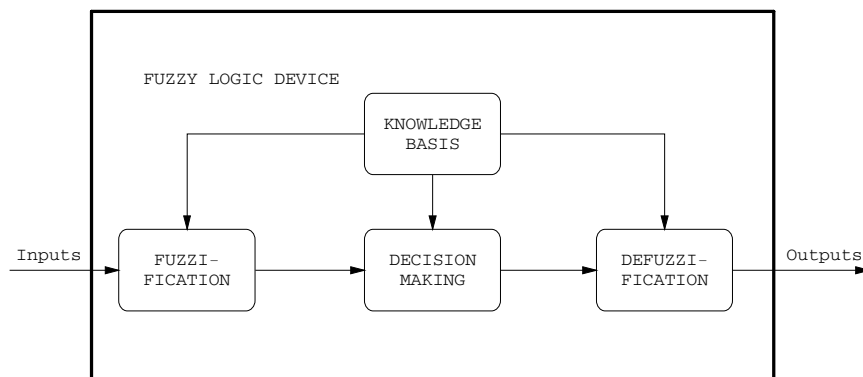 FUZZY LOGIC DEVICE
KNOWLEDGE
BASIS
Inputs
FUZZI-
FICATION
DECISION
MAKING
DEFUZZI-
FICATION
Outputs